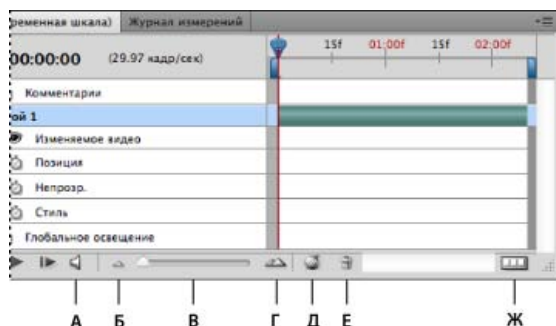 ременная шкала) Журнал измерений
00:00:00 (29.97 кадр/сек) 15f 01:00f 15f 02:00f
Комментарии
ой 1
Изменяемое видео
Позиция
Непрозр.
Стиль
Глобальное освещение
А Б В Г Д Е Ж